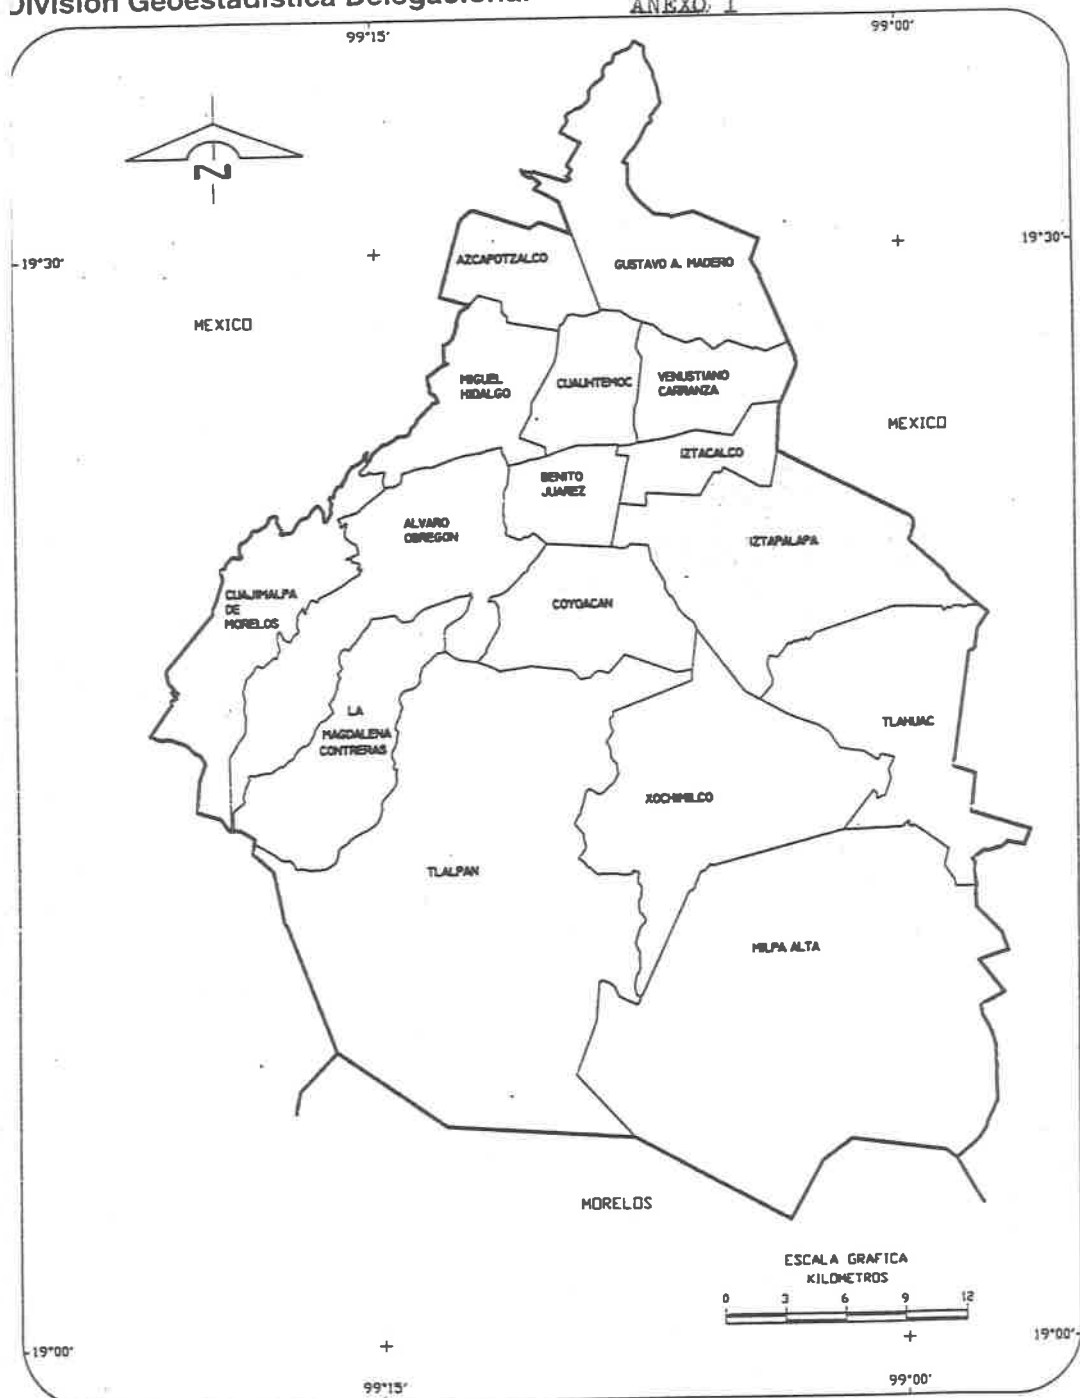 División Geoestadística Delegacional
ANEXO. 1
99°15'
99°00'
N
19°30'
19°30'
AZCAPOTZALCO
GUSTAVO A. MADERO
MEXICO
MIGUEL
HIDALGO
CUAUHTEMOC
VENUSTIANO
CARRANZA
MEXICO
IZTACALCO
BENITO
JUAREZ
ALVARO
OBREGON
IZTAPALAPA
CUAJIMALPA
DE
MORELOS
COYOACAN
LA
MAGDALENA
CONTRERAS
TLAHUAC
XOCHIMILCO
TLALPAN
MILPA ALTA
MORELOS
ESCALA GRAFICA
KILOMETROS
0 3 6 9 12
19°00'
19°00'
99°15'
99°00'